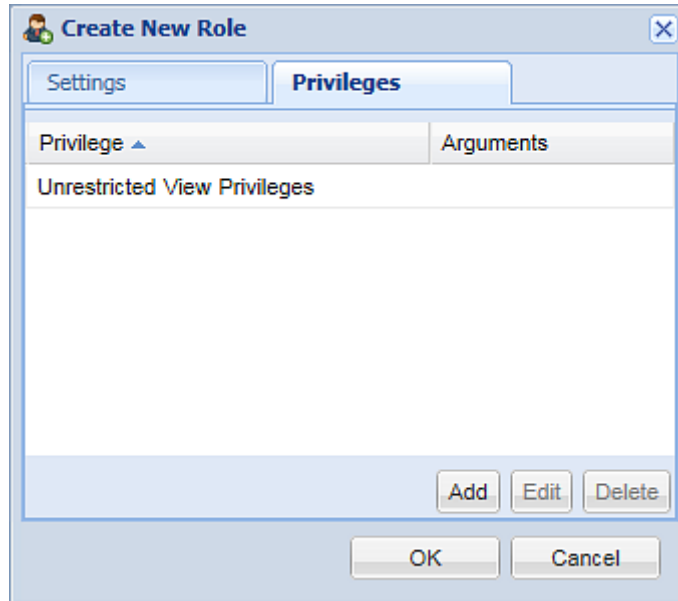 Create New Role
Settings Privileges
Privilege Arguments
Unrestricted View Privileges
Add Edit Delete
OK Cancel